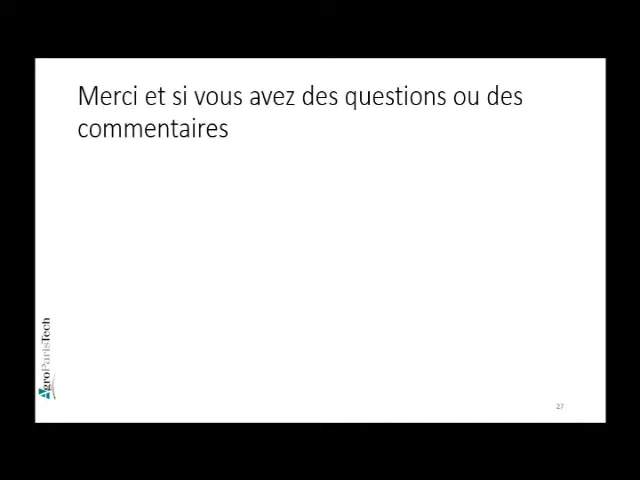 Merci et si vous avez des questions ou des
commentaires
AgroParisTech
27